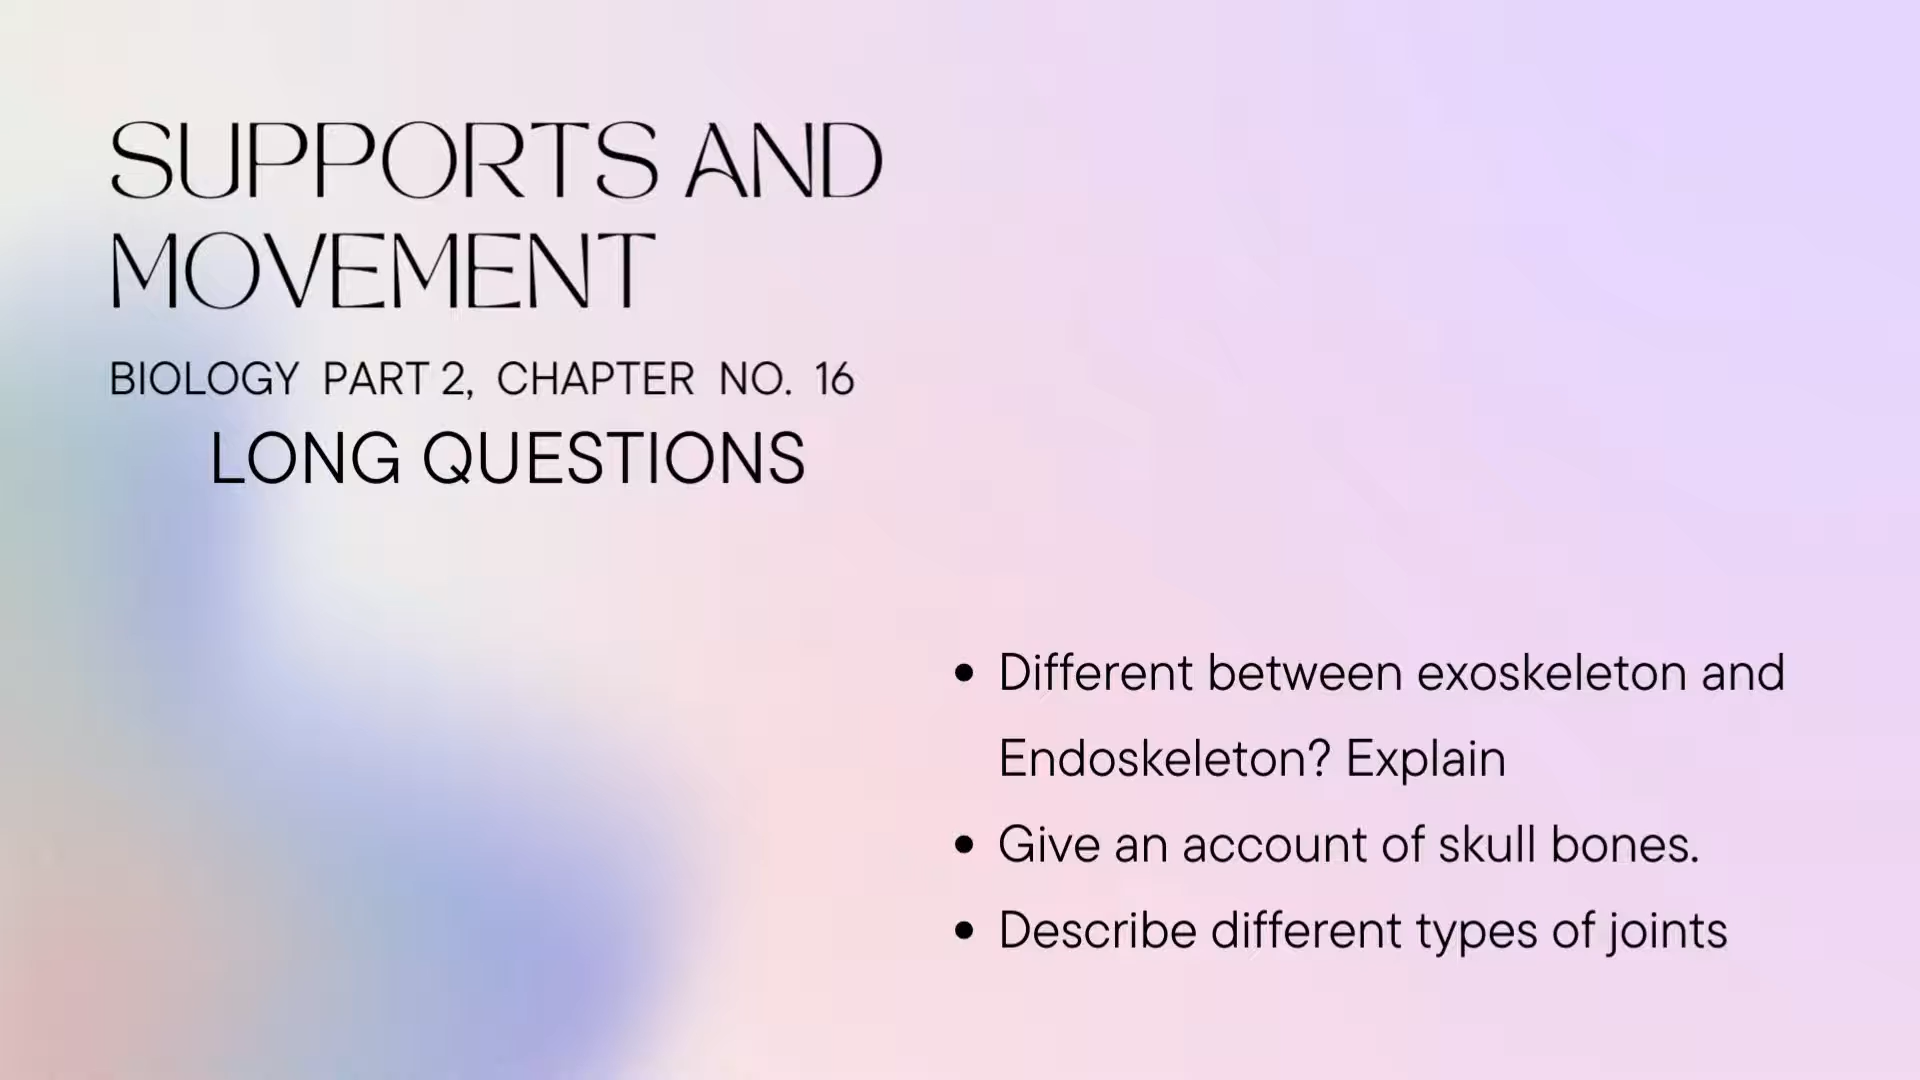 SUPPORTS AND
MOVEMENT
BIOLOGY PART 2, CHAPTER NO. 16
LONG QUESTIONS
• Different between exoskeleton and
Endoskeleton? Explain
• Give an account of skull bones.
• Describe different types of joints